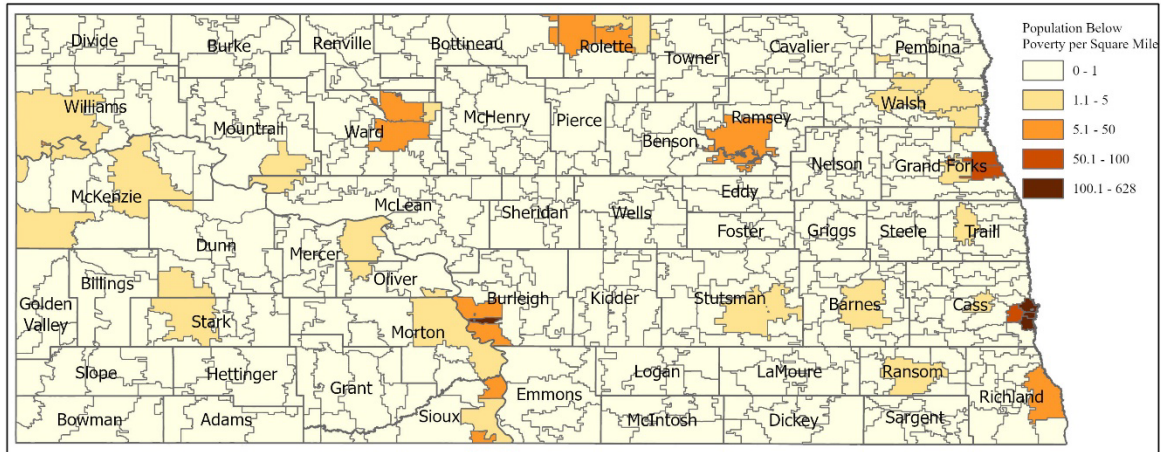 Population Below
Poverty per Square Mile
0 - 1
1.1 - 5
5.1 - 50
50.1 - 100
100.1 - 628
Divide
Burke
Renville
Bottineau
Rolette
Towner
Cavalier
Pembina
Williams
Mountrail
Ward
McHenry
Pierce
Benson
Ramsey
Walsh
Nelson
Grand Forks
McKenzie
McLean
Sheridan
Wells
Eddy
Foster
Griggs
Steele
Traill
Dunn
Mercer
Oliver
Billings
Golden
Valley
Stark
Morton
Burleigh
Kidder
Stutsman
Barnes
Cass
Slope
Hettinger
Grant
Sioux
Emmons
Logan
LaMoure
Ransom
Richland
Bowman
Adams
McIntosh
Dickey
Sargent